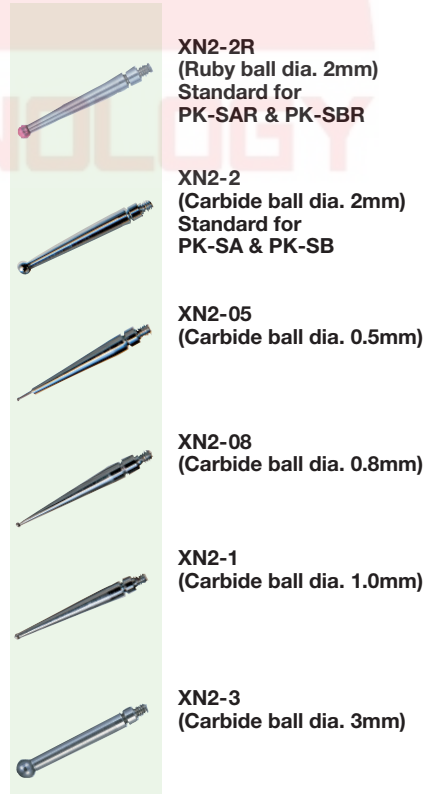 NOLOGY
XN2-2R
(Ruby ball dia. 2mm)
Standard for
PK-SAR & PK-SBR
XN2-2
(Carbide ball dia. 2mm)
Standard for
PK-SA & PK-SB
XN2-05
(Carbide ball dia. 0.5mm)
XN2-08
(Carbide ball dia. 0.8mm)
XN2-1
(Carbide ball dia. 1.0mm)
XN2-3
(Carbide ball dia. 3mm)